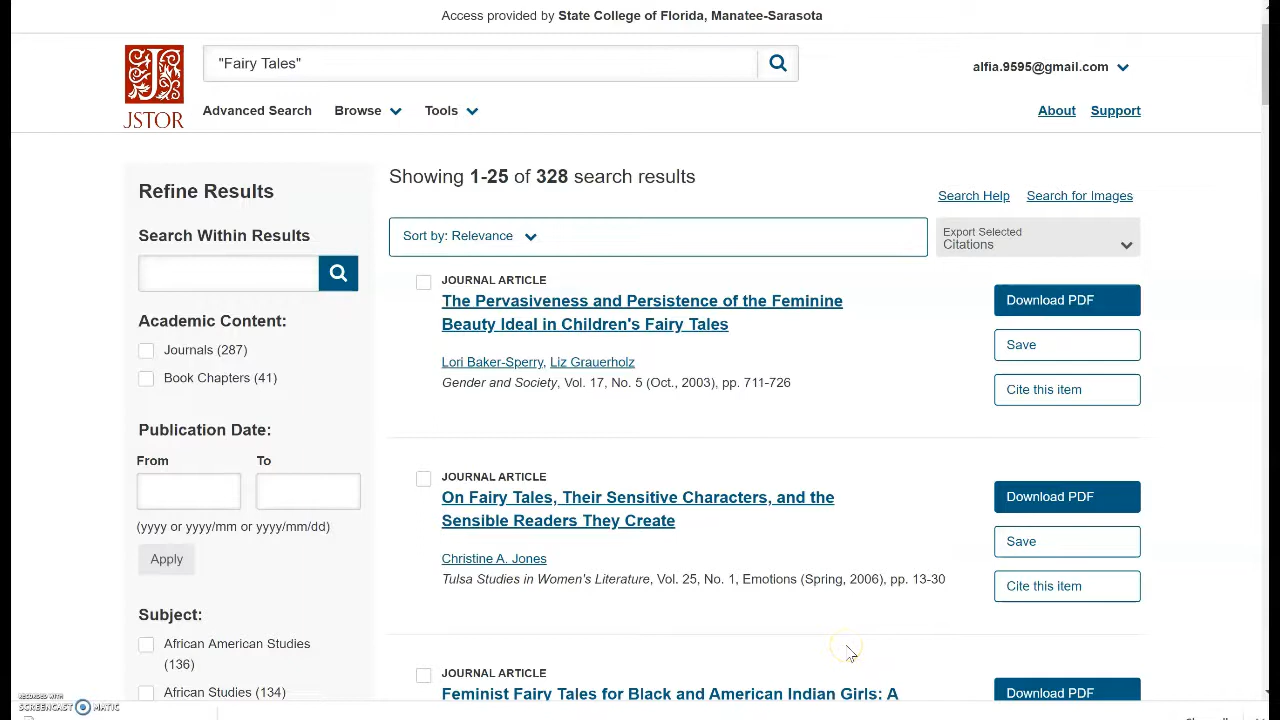 Access provided by State College of Florida, Manatee-Sarasota
"Fairy Tales"
alfia.9595@gmail.com
JSTOR
Advanced Search
Browse
Tools
About
Support
Refine Results
Search Within Results
Academic Content:
Journals (287)
Book Chapters (41)
Publication Date:
From
To
(yyyy or yyyy/mm or yyyy/mm/dd)
Apply
Subject:
African American Studies
(136)
African Studies (134)
Showing 1-25 of 328 search results
Search Help
Search for Images
Sort by: Relevance
Export Selected
Citations
JOURNAL ARTICLE
The Pervasiveness and Persistence of the Feminine
Beauty Ideal in Children's Fairy Tales
Lori Baker-Sperry, Liz Grauerholz
Gender and Society, Vol. 17, No. 5 (Oct., 2003), pp. 711-726
Download PDF
Save
Cite this item
JOURNAL ARTICLE
On Fairy Tales, Their Sensitive Characters, and the
Sensible Readers They Create
Christine A. Jones
Tulsa Studies in Women's Literature, Vol. 25, No. 1, Emotions (Spring, 2006), pp. 13-30
Download PDF
Save
Cite this item
JOURNAL ARTICLE
Feminist Fairy Tales for Black and American Indian Girls: A
Download PDF
RECORDED WITH
SCREENCAST MATIC